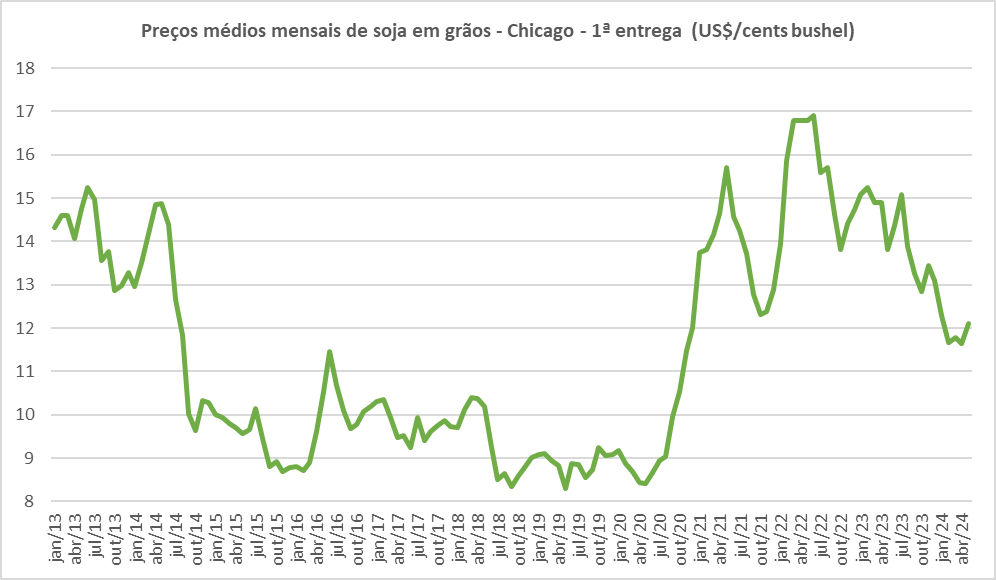 Preços médios mensais de soja em grãos - Chicago - 1ª entrega  (US$/cents bushel)
18
17
16
15
14
13
12
11
10
9
8
jan/13
abr/13
jul/13
out/13
jan/14
abr/14
jul/14
out/14
jan/15
abr/15
jul/15
out/15
jan/16
abr/16
jul/16
out/16
jan/17
abr/17
jul/17
out/17
jan/18
abr/18
jul/18
out/18
jan/19
abr/19
jul/19
out/19
jan/20
abr/20
jul/20
out/20
jan/21
abr/21
jul/21
out/21
jan/22
abr/22
jul/22
out/22
jan/23
abr/23
jul/23
out/23
jan/24
abr/24